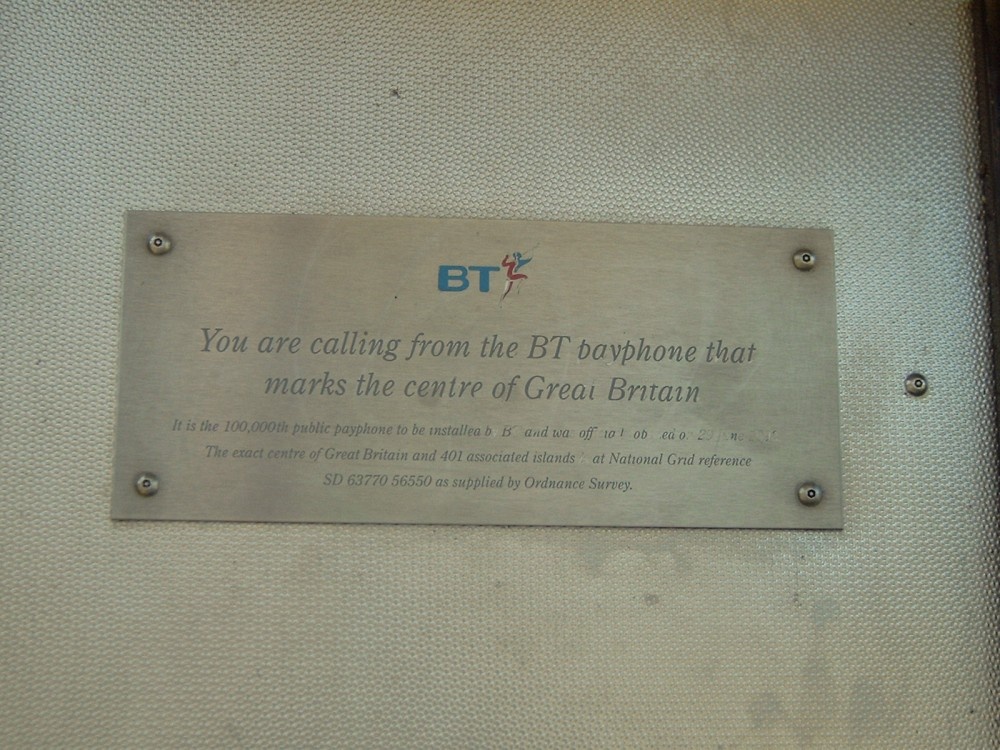 BT
You are calling from the BT payphone that
marks the centre of Great Britain
It is the 100,000th public payphone to be installed by BT and was
The exact centre of Great Britain and 401 associated islands at National Grid reference
SD 63770 56550 as supplied by Ordnance Survey.